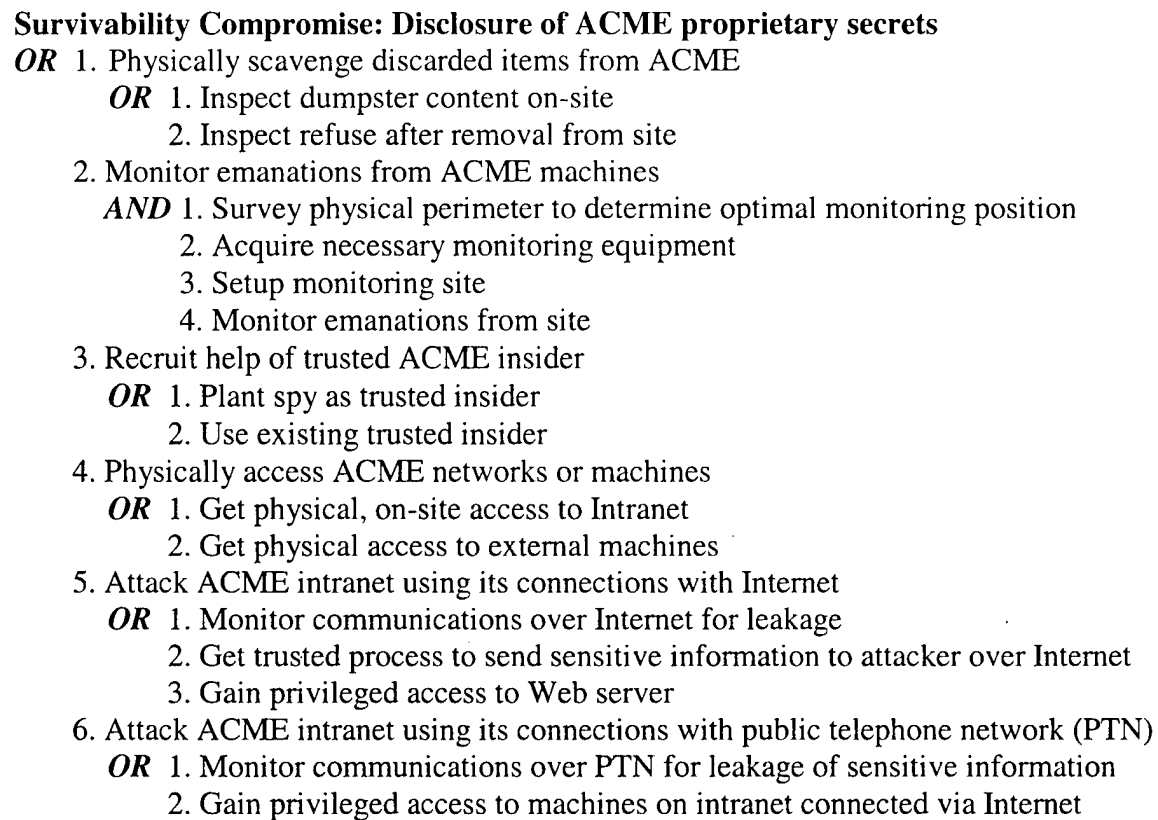 Survivability Compromise: Disclosure of ACME proprietary secrets
OR 1. Physically scavenge discarded items from ACME
OR 1. Inspect dumpster content on-site
2. Inspect refuse after removal from site
2. Monitor emanations from ACME machines
AND 1. Survey physical perimeter to determine optimal monitoring position
2. Acquire necessary monitoring equipment
3. Setup monitoring site
4. Monitor emanations from site
3. Recruit help of trusted ACME insider
OR 1. Plant spy as trusted insider
2. Use existing trusted insider
4. Physically access ACME networks or machines
OR 1. Get physical, on-site access to Intranet
2. Get physical access to external machines
5. Attack ACME intranet using its connections with Internet
OR 1. Monitor communications over Internet for leakage
2. Get trusted process to send sensitive information to attacker over Internet
3. Gain privileged access to Web server
6. Attack ACME intranet using its connections with public telephone network (PTN)
OR 1. Monitor communications over PTN for leakage of sensitive information
2. Gain privileged access to machines on intranet connected via Internet